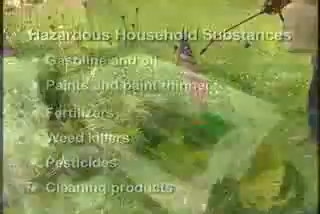 Hazardous Household Substances
Gasoline and oil
Paints and paint thinner
Fertilizers
Weed killers
Pesticides
Cleaning products